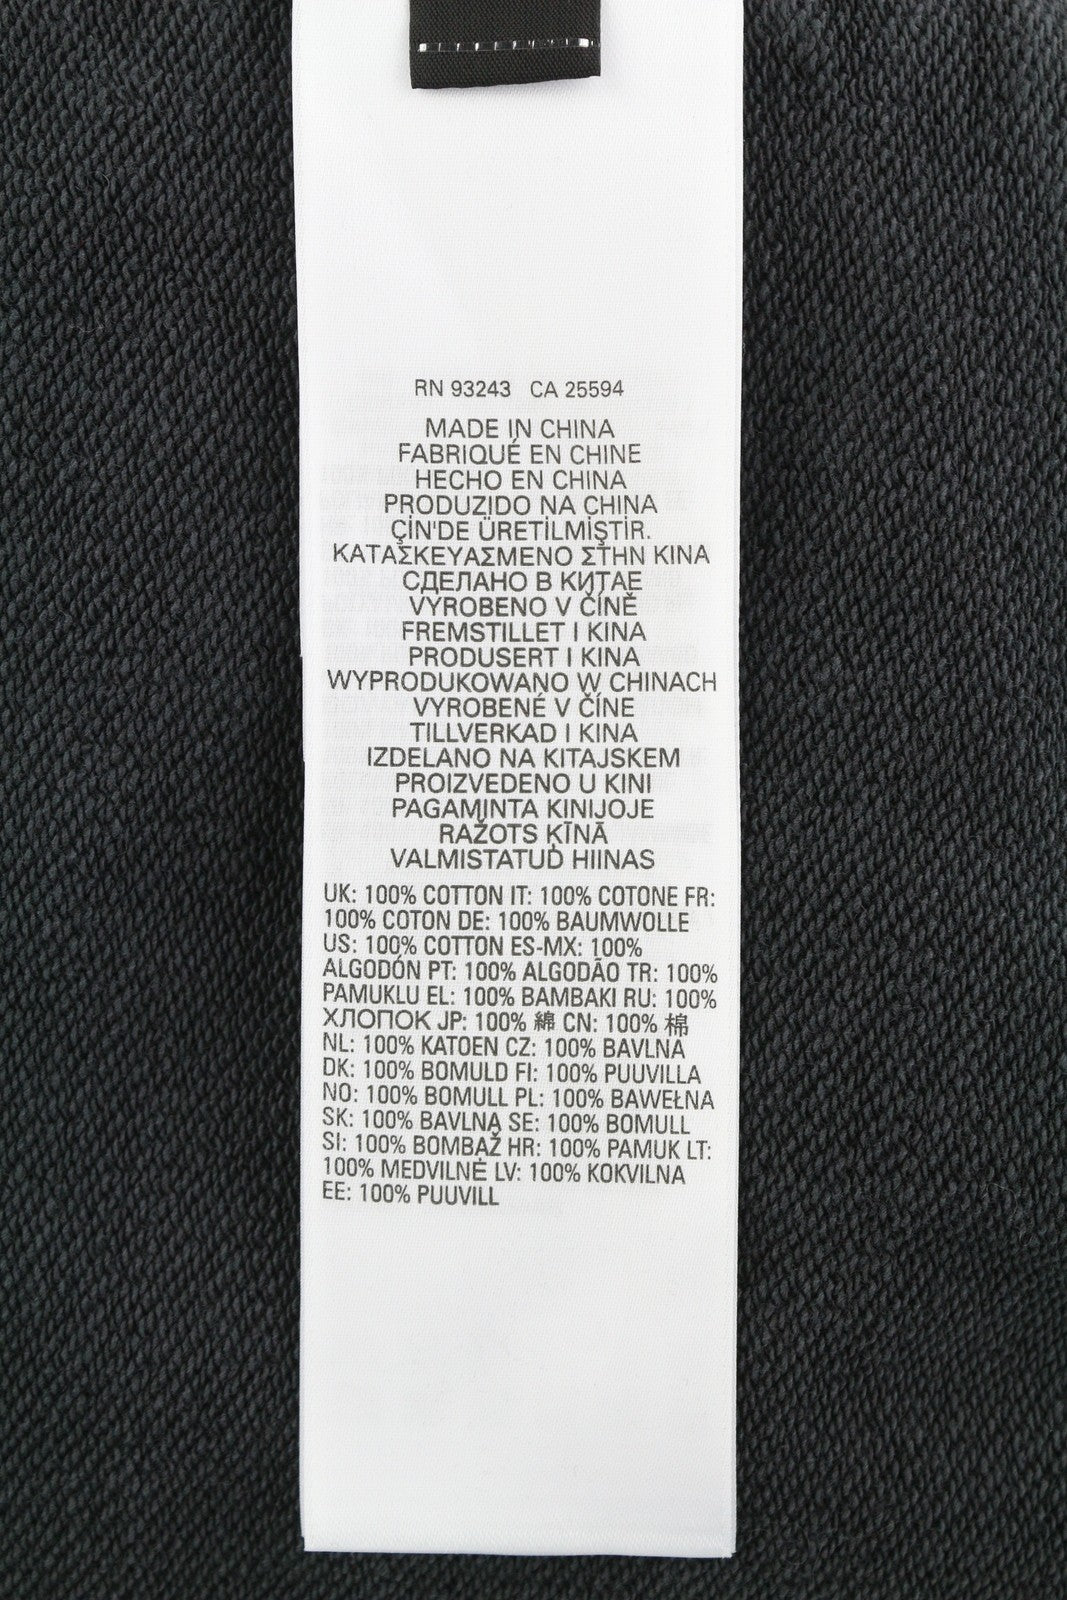 RN 93243 CA 25594
MADE IN CHINA
FABRIQUÉ EN CHINE
HECHO EN CHINA
PRODUZIDO NA CHINA
ÇİN'DE ÜRETİLMİŞTİR.
ΚΑΤΑΣΚΕΥΑΣΜΕΝΟ ΣΤΗΝ ΚΙΝΑ
СДЕЛАНО В КИТАЕ
VYROBENO V ČÍNĚ
FREMSTILLET I KINA
PRODUSERT I KINA
WYPRODUKOWANO W CHINACH
VYROBENÉ V ČÍNE
TILLVERKAD I KINA
IZDELANO NA KITAJSKEM
PROIZVEDENO U KINI
PAGAMINTA KINIJOJE
RAŽOTS ĶĪNĀ
VALMISTATUD HIINAS
UK: 100% COTTON IT: 100% COTONE FR:
100% COTON DE: 100% BAUMWOLLE
US: 100% COTTON ES-MX: 100%
ALGODÓN PT: 100% ALGODÃO TR: 100%
PAMUKLU EL: 100% ΒΑΜΒΑΚΙ RU: 100%
ХЛОПОК JP: 100% 綿 CN: 100% 棉
NL: 100% KATOEN CZ: 100% BAVLNA
DK: 100% BOMULD FI: 100% PUUVILLA
NO: 100% BOMULL PL: 100% BAWEŁNA
SK: 100% BAVLNA SE: 100% BOMULL
SI: 100% BOMBAŽ HR: 100% PAMUK LT:
100% MEDVILNĖ LV: 100% KOKVILNA
EE: 100% PUUVILL